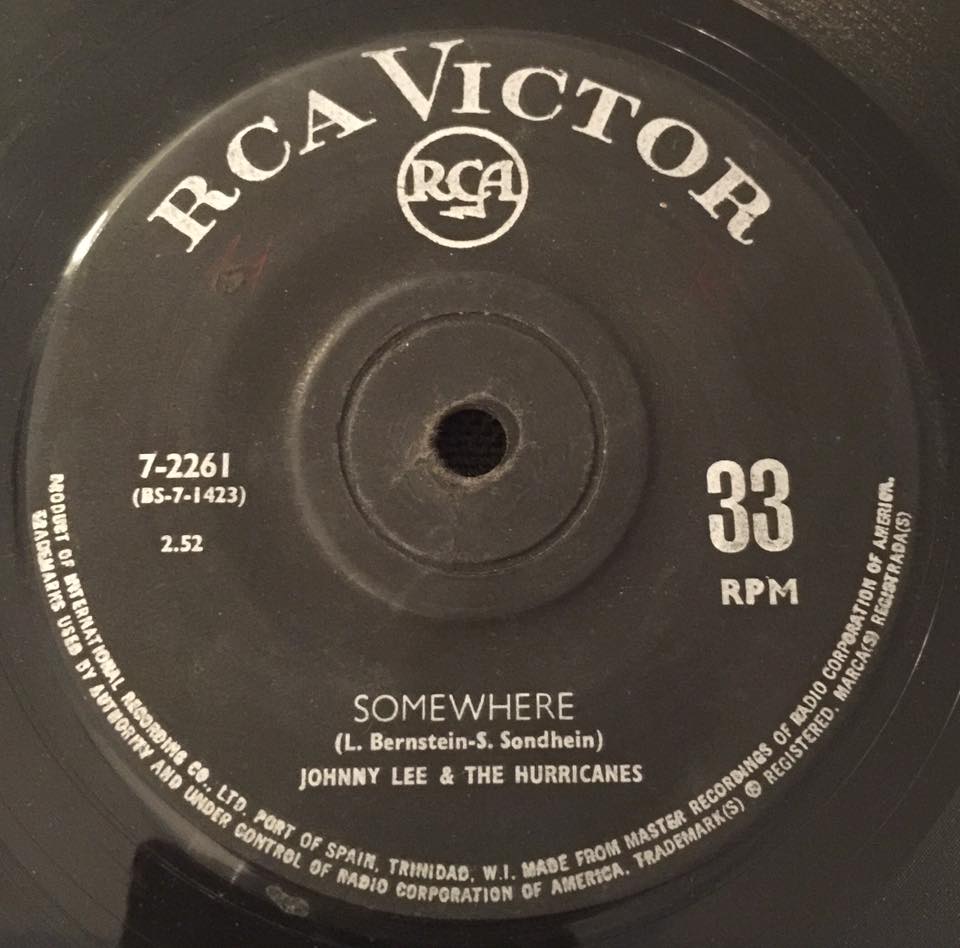 RCA VICTOR
RCA
7-2261
(BS-7-1423)
2.52
33
RPM
SOMEWHERE
(L. Bernstein-S. Sondhein)
JOHNNY LEE & THE HURRICANES
PRODUCT OF INTERNATIONAL RECORDING CO., LTD. PORT OF SPAIN, TRINIDAD, W.I. MADE FROM MASTER RECORDINGS OF RADIO CORPORATION OF AMERICA.
TRADEMARKS USED BY AUTHORITY AND UNDER CONTROL OF RADIO CORPORATION OF AMERICA. TRADEMARK(S) ® REGISTERED. MARCA(S) REGISTRADA(S)